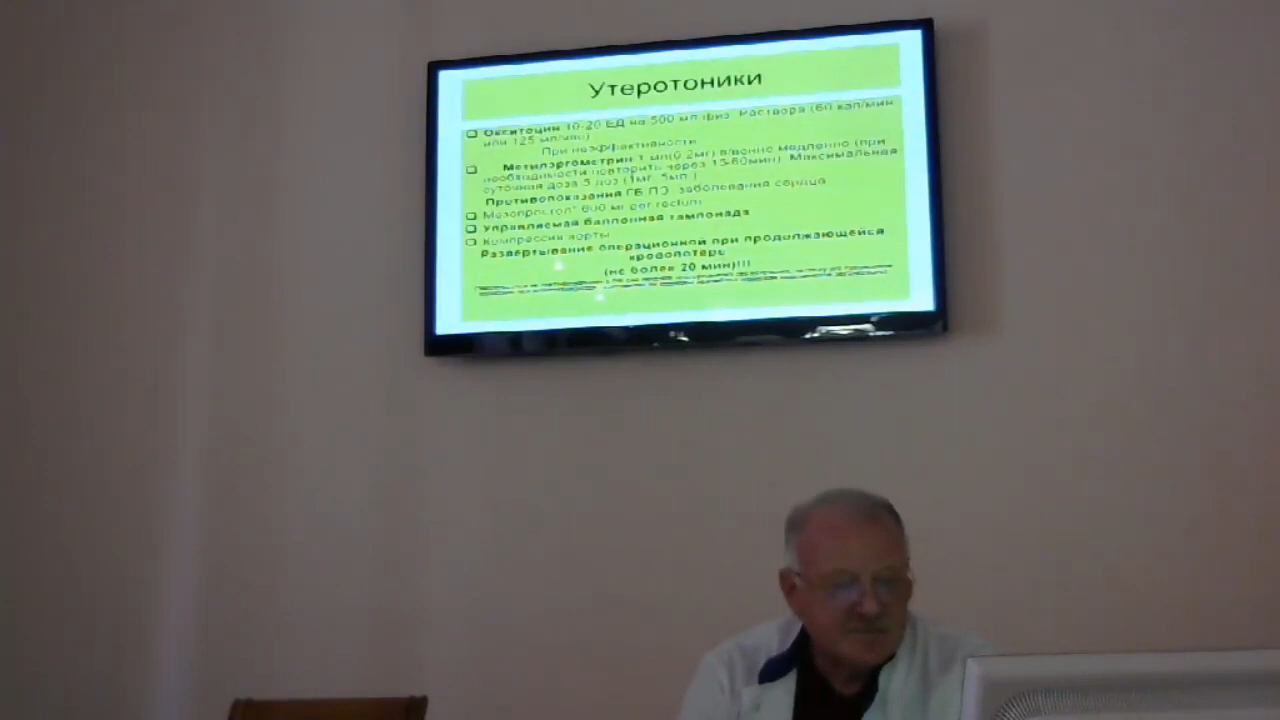 Утеротоники
Окситоцин 10-20 ЕД на 500 мл физ. Раствора (60 кап/мин
или 125 мл/час)
При неэффективности
Метилэргометрин 1 мл(0,2мг) в/венно медленно (при
необходимости повторить через 15-60мин). Максимальная
суточная доза 5 доз (1мг, 5мл )
Противопоказания ГБ ПЭ, заболевания сердца
Мизопростол* 600 мг per rectum
Управляемая баллонная тампонада
Компрессия аорты
Развертывание операционной при продолжающейся
кровопотере
(не более 20 мин)!!!